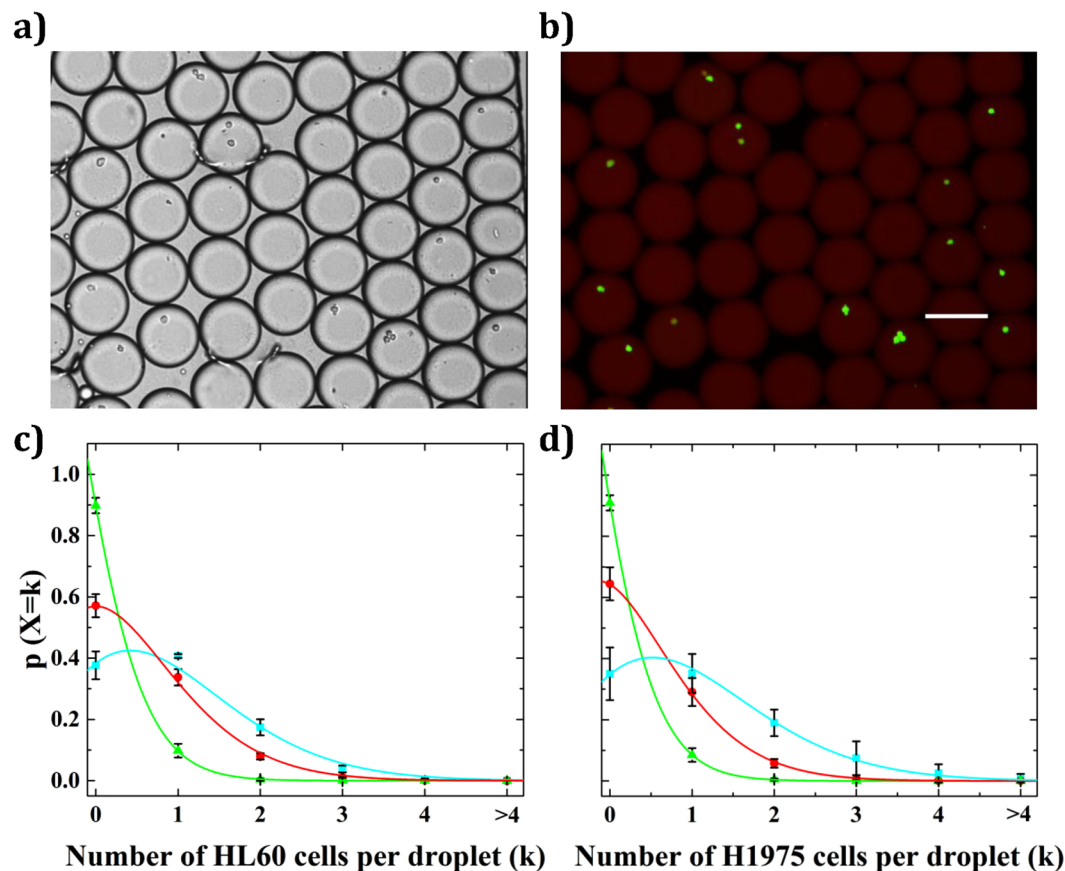 a)
b)
c)
d)
1.0
0.8
0.6
0.4
0.2
0.0
p (X=k)
0 1 2 3 4 >4
0 1 2 3 4 >4
Number of HL60 cells per droplet (k)
Number of H1975 cells per droplet (k)